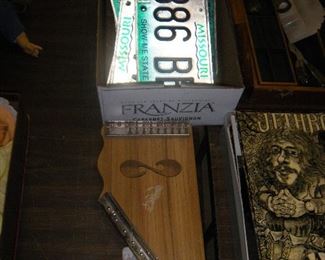 MISSOURI
SHOW-ME STATE
886 B
MISSOURI
FRANZIA
CABERNET SAUVIGNON
JETHRO